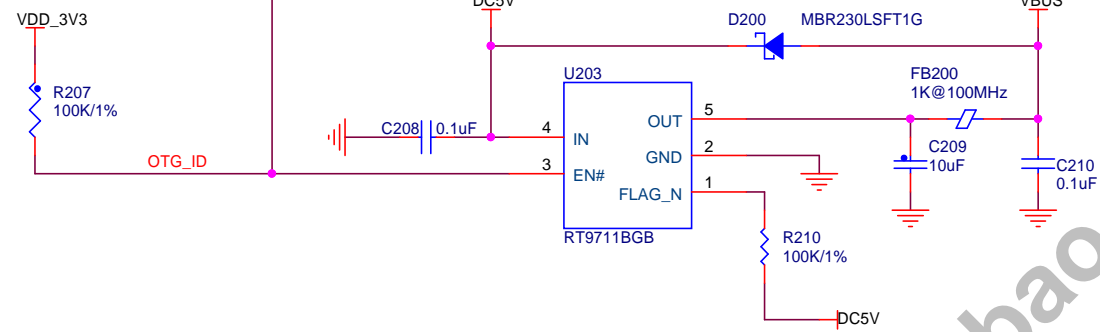 VDD_3V3
DC5V
VBUS
D200
MBR230LSFT1G
R207
100K/1%
U203
FB200
1K@100MHz
C208
0.1uF
4
IN
OUT
5
OTG_ID
3
EN#
GND
2
C209
10uF
FLAG_N
1
C210
0.1uF
RT9711BGB
R210
100K/1%
DC5V
bao